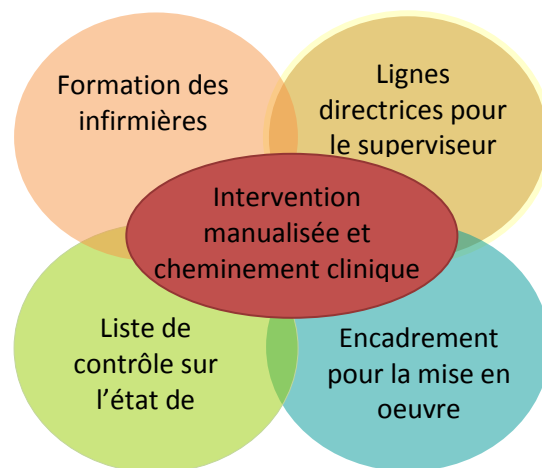 Formation des
infirmières
Lignes
directrices pour
le superviseur
Intervention
manualisée et
cheminement clinique
Liste de
contrôle sur
l'état de
Encadrement
pour la mise en
oeuvre